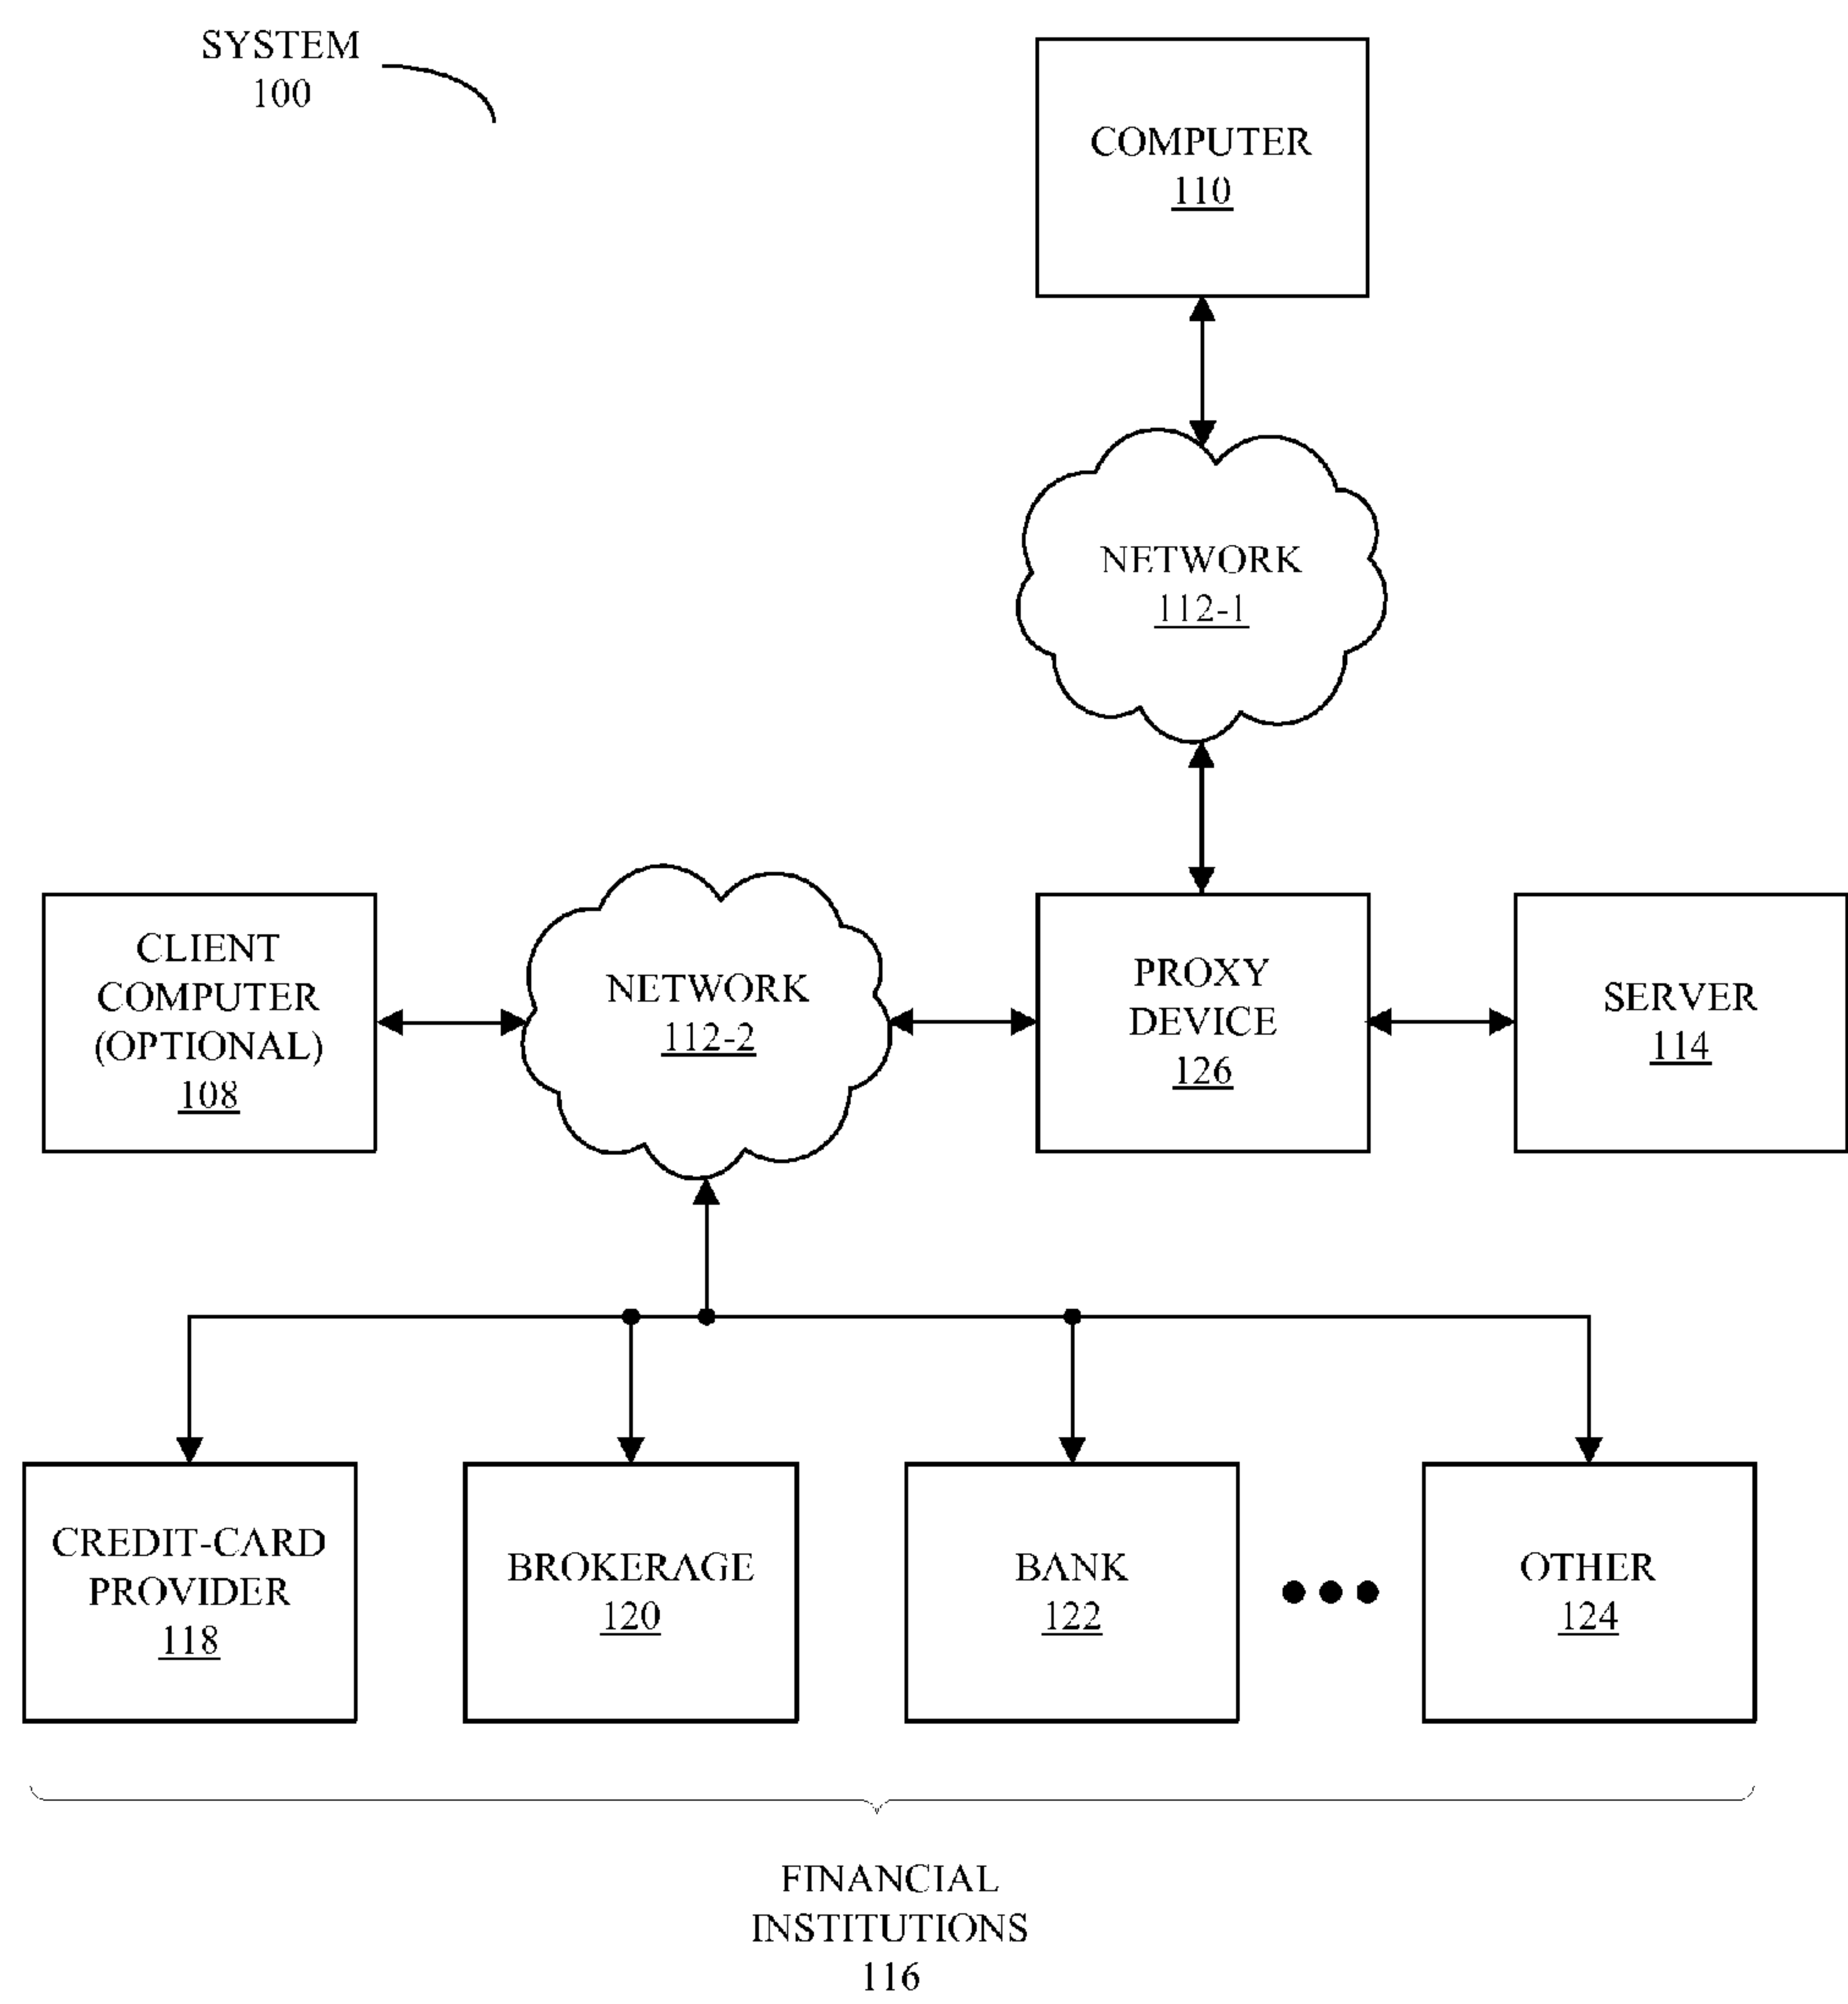 SYSTEM
100
COMPUTER
110
NETWORK
112-1
CLIENT
COMPUTER
(OPTIONAL)
108
NETWORK
112-2
PROXY
DEVICE
126
SERVER
114
CREDIT-CARD
PROVIDER
118
BROKERAGE
120
BANK
122
OTHER
124
FINANCIAL
INSTITUTIONS
116